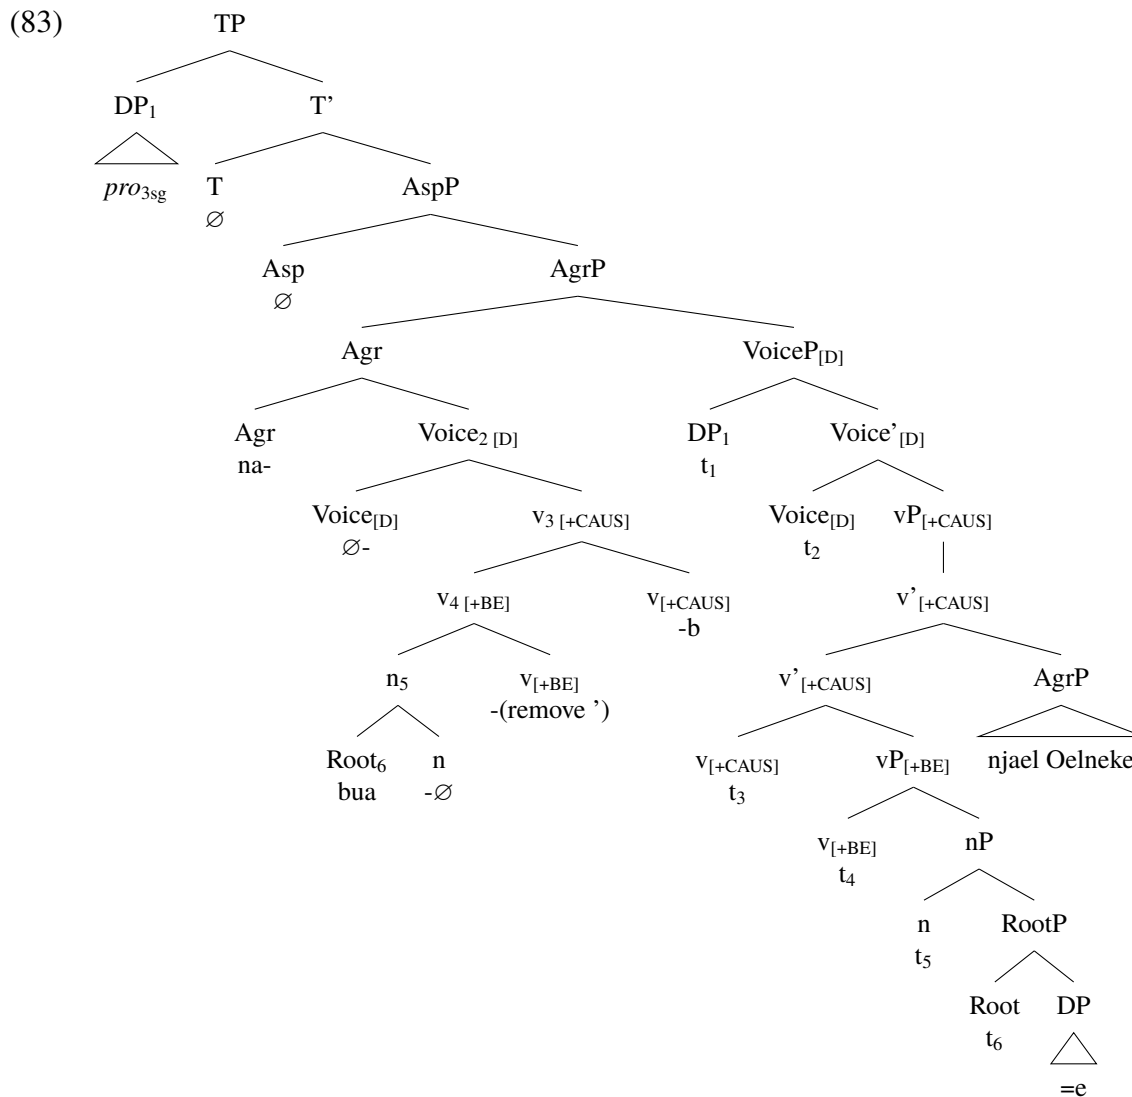 (83)
TP
DP₁ T’
pro₃sg T AspP
∅
Asp AgrP
∅
Agr VoiceP[D]
Agr Voice₂ [D] DP₁ Voice’[D]
na- t₁
Voice[D] v₃ [+CAUS] Voice[D] vP[+CAUS]
∅- t₂
v₄ [+BE] v[+CAUS] v’[+CAUS]
-b
n₅ v[+BE] v’[+CAUS] AgrP
-(remove ’)
Root₆ n v[+CAUS] vP[+BE] njael Oelneke
bua -∅ t₃
v[+BE] nP
t₄
n RootP
t₅
Root DP
t₆
=e